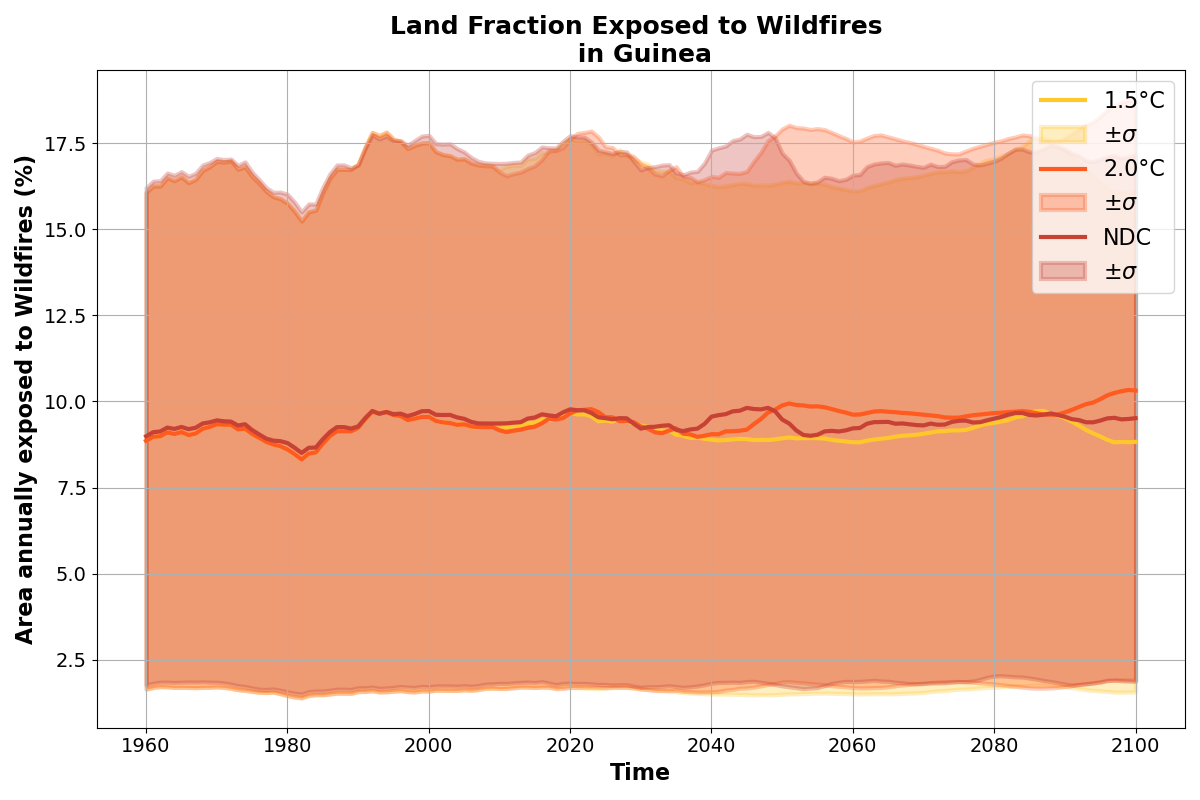 Land Fraction Exposed to Wildfires
in Guinea
Area annually exposed to Wildfires (%)
17.5
15.0
12.5
10.0
7.5
5.0
2.5
1960
1980
2000
2020
2040
2060
2080
2100
Time
1.5°C
±σ
2.0°C
±σ
NDC
±σ